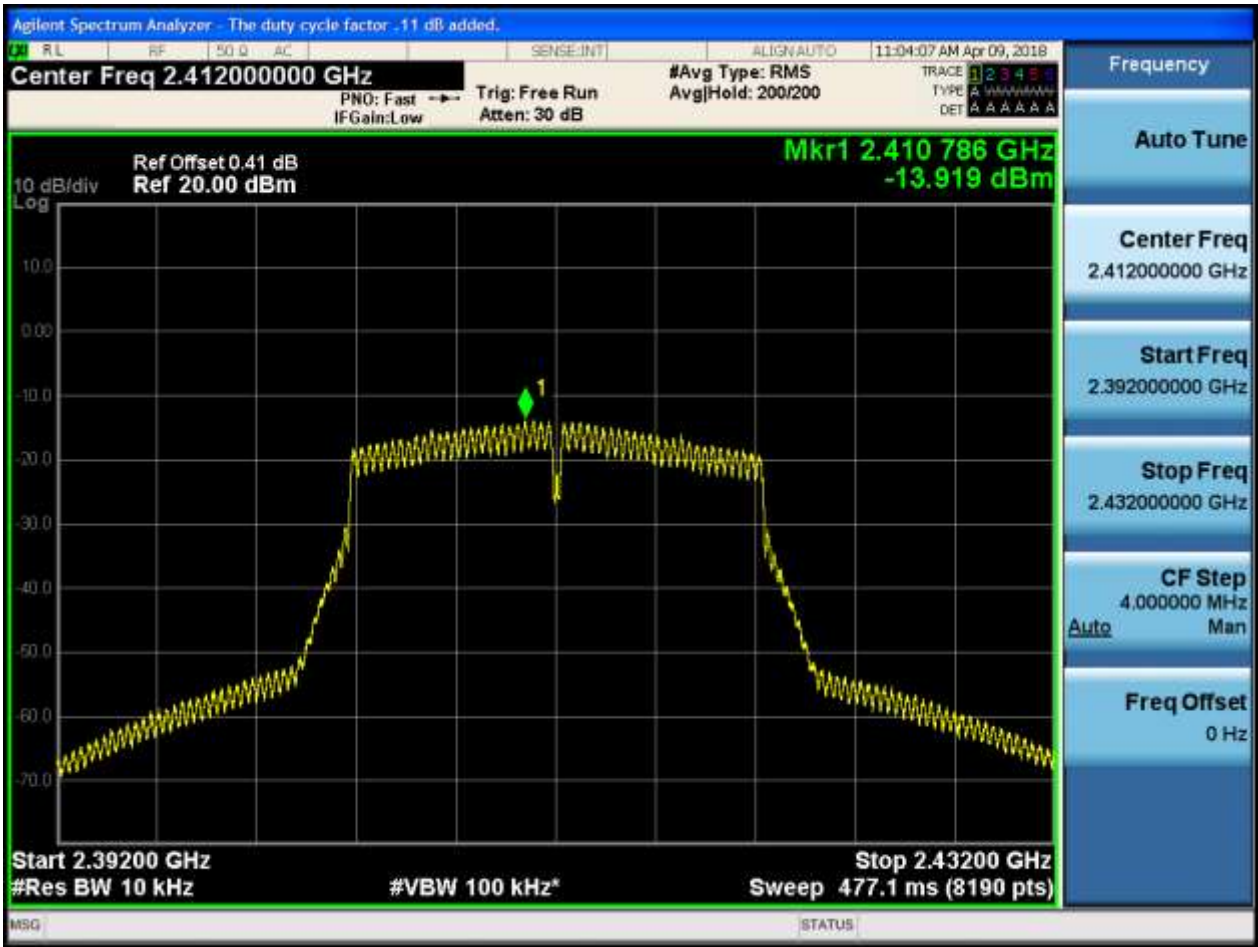 Agilent Spectrum Analyzer - The duty cycle factor .11 dB added.
RL RF 50 Ω AC SENSE:INT ALIGN AUTO 11:04:07 AM Apr 09, 2018
Center Freq 2.412000000 GHz
PNO: Fast
IFGain:Low
Trig: Free Run
Atten: 30 dB
#Avg Type: RMS
Avg|Hold: 200/200
TRACE 1 2 3 4 5 6
TYPE A
DET A A A A A A
Mkr1 2.410 786 GHz
-13.919 dBm
Ref Offset 0.41 dB
10 dB/div Ref 20.00 dBm
Log
10.0
0.00
-10.0
-20.0
-30.0
-40.0
-50.0
-60.0
-70.0
1
Start 2.39200 GHz Stop 2.43200 GHz
#Res BW 10 kHz #VBW 100 kHz* Sweep 477.1 ms (8190 pts)
MSG STATUS
Frequency
Auto Tune
Center Freq
2.412000000 GHz
Start Freq
2.392000000 GHz
Stop Freq
2.432000000 GHz
CF Step
4.000000 MHz
Auto Man
Freq Offset
0 Hz